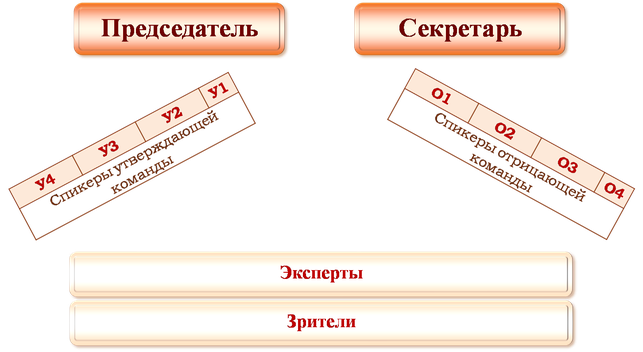 Председатель
Секретарь
У4 У3 У2 У1
Спикеры утверждающей
команды
О1 О2 О3 О4
Спикеры отрицающей
команды
Эксперты
Зрители